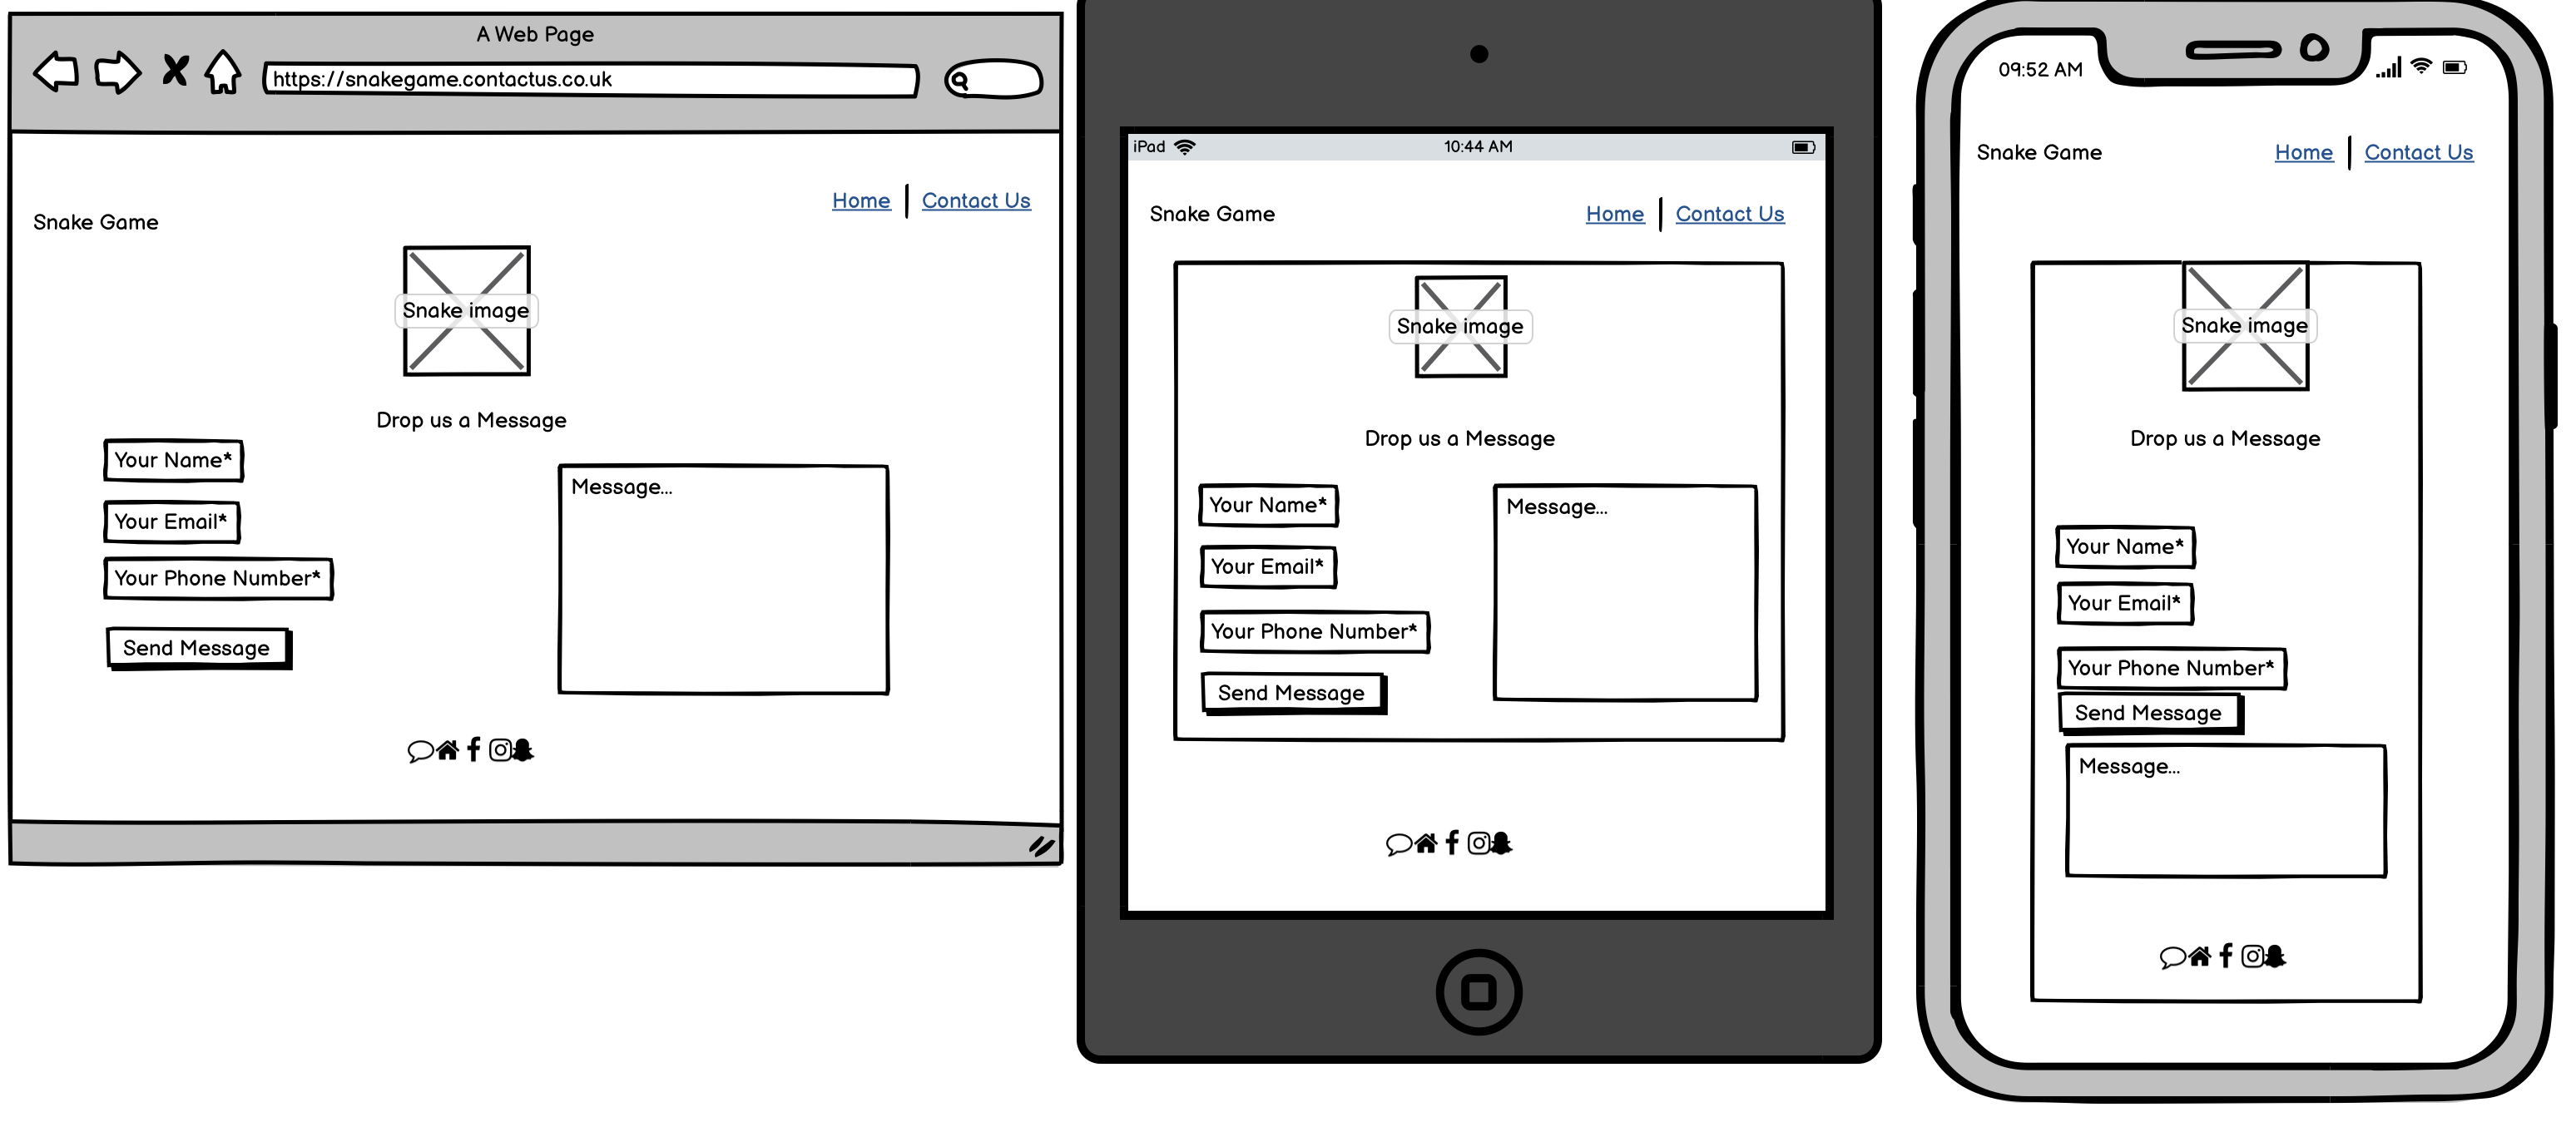 A Web Page
https://snakegame.contactus.co.uk
Home
Contact Us
Snake Game
Snake image
Drop us a Message
Your Name*
Your Email*
Your Phone Number*
Send Message
Message...
iPad
10:44 AM
Snake Game
Home
Contact Us
Snake image
Drop us a Message
Your Name*
Your Email*
Your Phone Number*
Send Message
Message...
09:52 AM
Snake Game
Home
Contact Us
Snake image
Drop us a Message
Your Name*
Your Email*
Your Phone Number*
Send Message
Message...